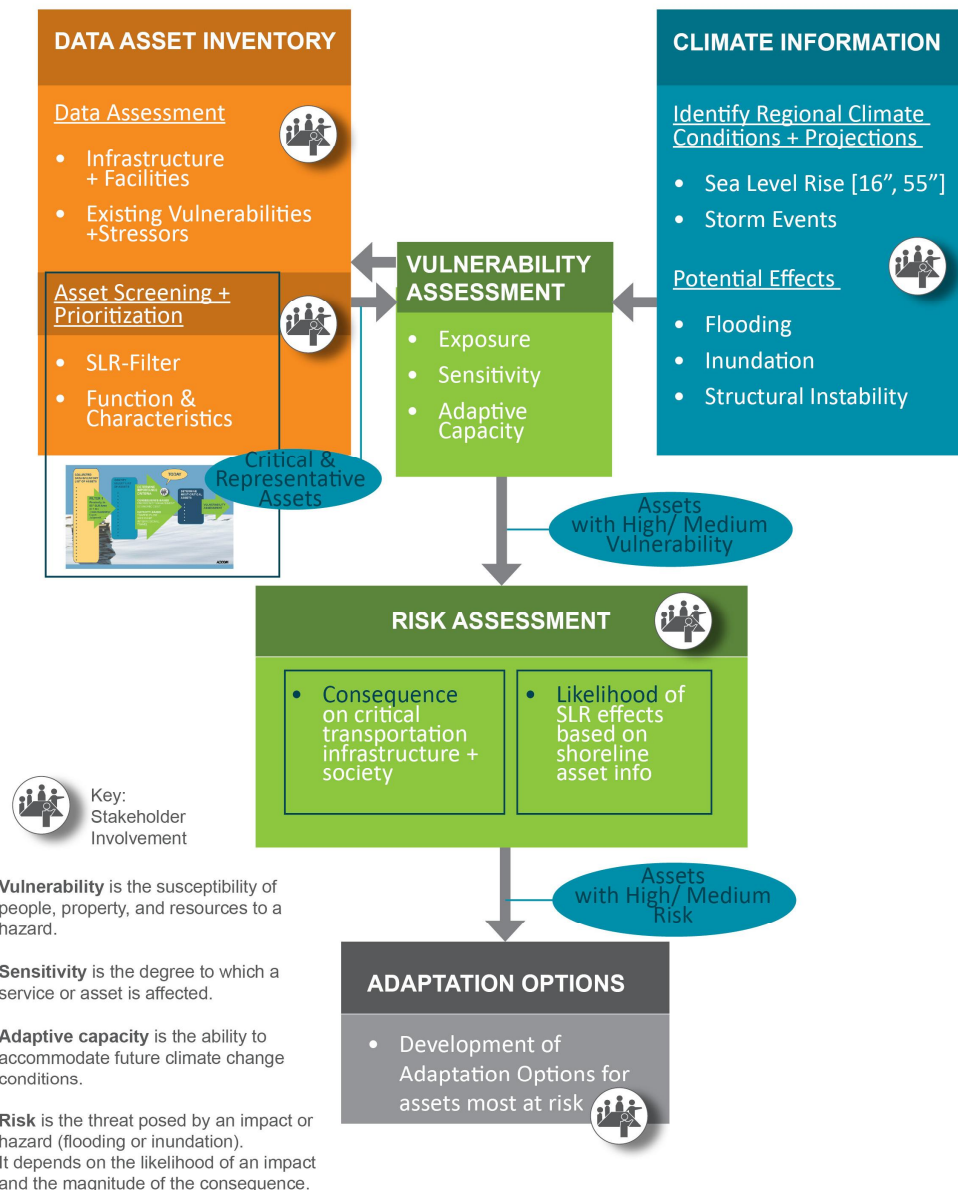 DATA ASSET INVENTORY
Data Assessment
• Infrastructure
+ Facilities
• Existing Vulnerabilities
+Stressors
Asset Screening +
Prioritization
• SLR-Filter
• Function &
Characteristics
TODAY
AECOM
Critical &
Representative
Assets
VULNERABILITY
ASSESSMENT
• Exposure
• Sensitivity
• Adaptive
Capacity
CLIMATE INFORMATION
Identify Regional Climate
Conditions + Projections
• Sea Level Rise [16”, 55”]
• Storm Events
Potential Effects
• Flooding
• Inundation
• Structural Instability
Assets
with High/ Medium
Vulnerability
RISK ASSESSMENT
• Consequence
on critical
transportation
infrastructure +
society
• Likelihood of
SLR effects
based on
shoreline
asset info
Assets
with High/ Medium
Risk
ADAPTATION OPTIONS
• Development of
Adaptation Options for
assets most at risk
Key:
Stakeholder
Involvement
Vulnerability is the susceptibility of
people, property, and resources to a
hazard.
Sensitivity is the degree to which a
service or asset is affected.
Adaptive capacity is the ability to
accommodate future climate change
conditions.
Risk is the threat posed by an impact or
hazard (flooding or inundation).
It depends on the likelihood of an impact
and the magnitude of the consequence.